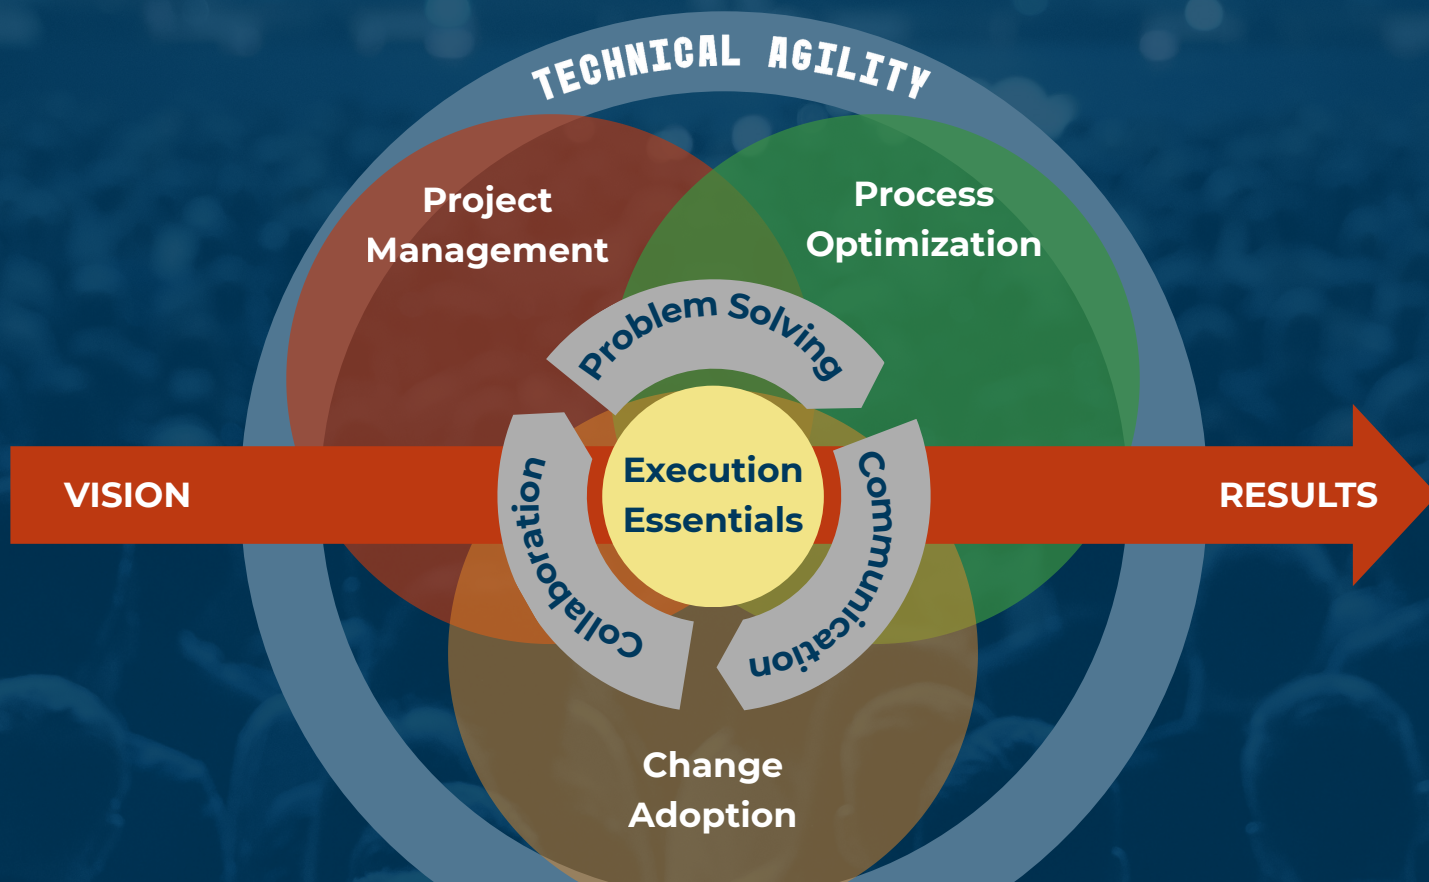 TECHNICAL AGILITY
Project
Management
Process
Optimization
Problem Solving
VISION
Collaboration
Execution
Essentials
Communication
RESULTS
Change
Adoption